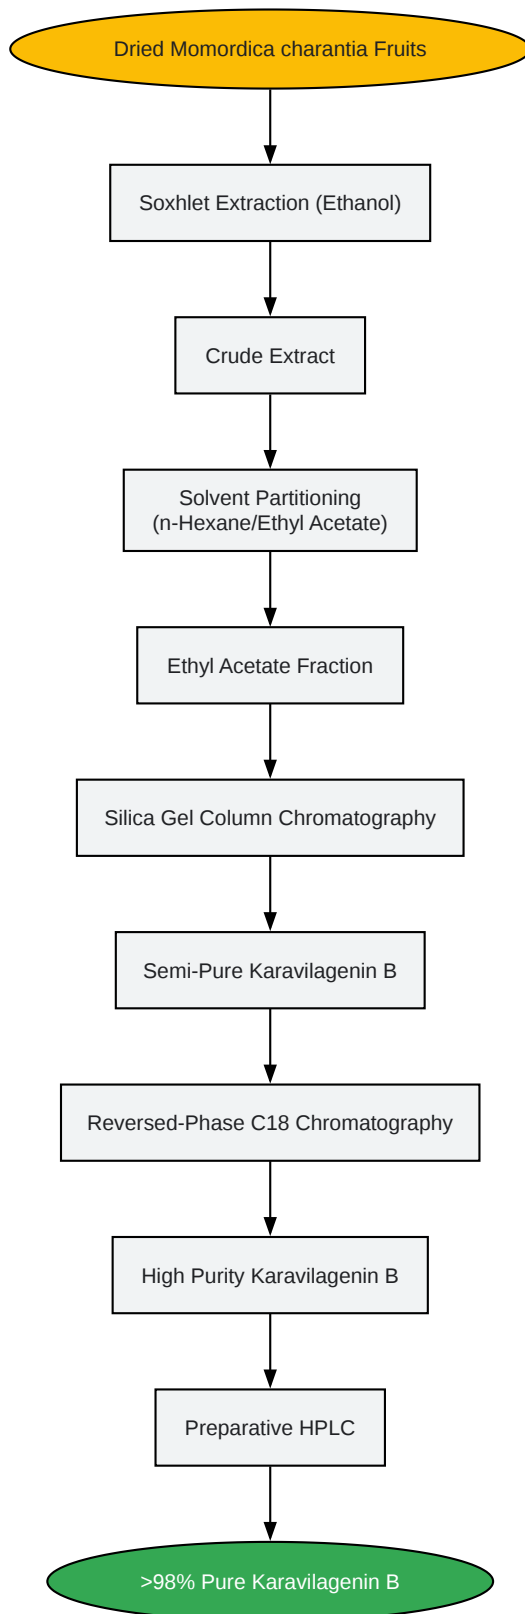 Dried Momordica charantia Fruits
Soxhlet Extraction (Ethanol)
Crude Extract
Solvent Partitioning
(n-Hexane/Ethyl Acetate)
Ethyl Acetate Fraction
Silica Gel Column Chromatography
Semi-Pure Karavilagenin B
Reversed-Phase C18 Chromatography
High Purity Karavilagenin B
Preparative HPLC
>98% Pure Karavilagenin B